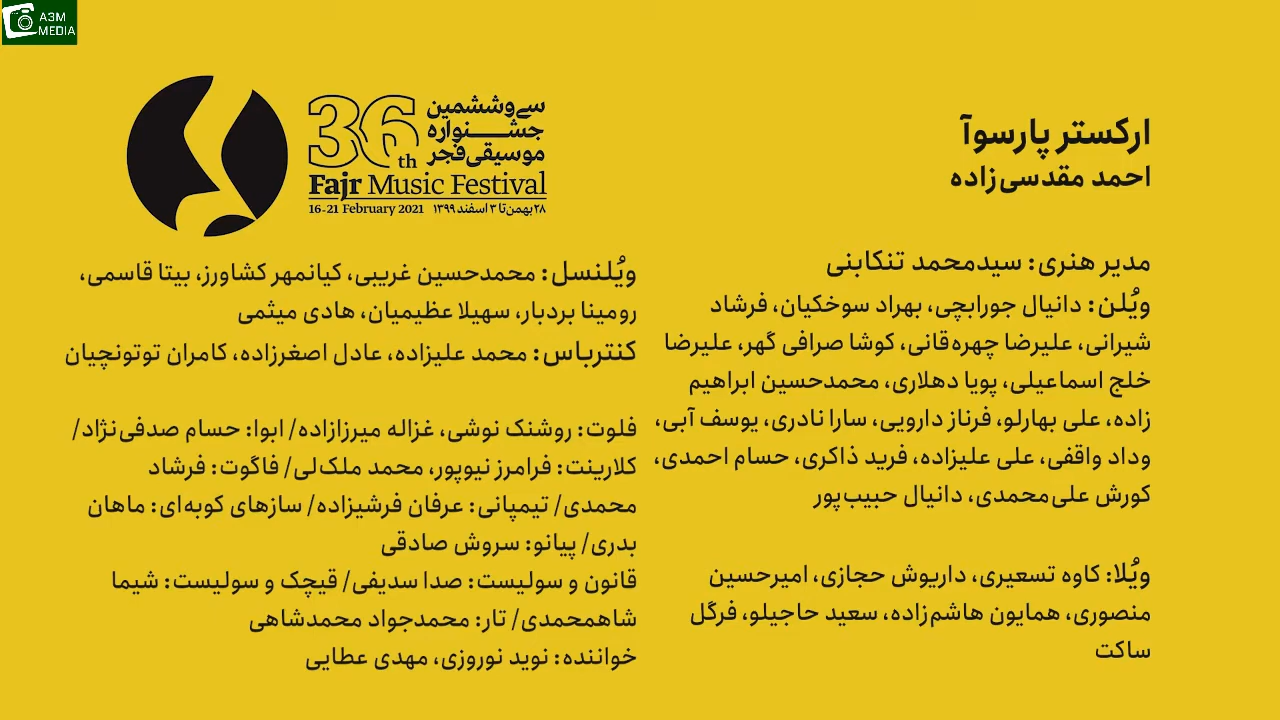 A3M
MEDIA
ارکستر پارسوآ
احمد مقدسی‌زاده
36th
سی‌وششمین
جشنواره
موسیقی‌فجر
Fajr Music Festival
16-21 February 2021 ۲۸بهمن‌تا ۳ اسفند ۱۳۹۹
مدیر هنری: سیدمحمد تنکابنی
ویُلن: دانیال جورابچی، بهراد سوخکیان، فرشاد
شیرانی، علیرضا چهره‌قانی، کوشا صرافی گهر، علیرضا
خلج اسماعیلی، پویا دهلاری، محمدحسین ابراهیم
زاده، علی بهارلو، فرناز دارویی، سارا نادری، یوسف آبی،
وداد واقفی، علی علیزاده، فرید ذاکری، حسام احمدی،
کورش علی‌محمدی، دانیال حبیب‌پور
ویُلا: کاوه تسعیری، داریوش حجازی، امیرحسین
منصوری، همایون هاشم‌زاده، سعید حاجیلو، فرگل
ساکت
ویُلنسل: محمدحسین غریبی، کیانمهر کشاورز، بیتا قاسمی،
رومینا بردبار، سهیلا عظیمیان، هادی میثمی
کنترباس: محمد علیزاده، عادل اصغرزاده، کامران توتونچیان
فلوت: روشنک نوشی، غزاله میرزازاده/ ابوا: حسام صدفی‌نژاد/
کلارینت: فرامرز نیوپور، محمد ملک‌لی/ فاگوت: فرشاد
محمدی/ تیمپانی: عرفان فرشیزاده/ سازهای کوبه‌ای: ماهان
بدری/ پیانو: سروش صادقی
قانون و سولیست: صدا سدیفی/ قیچک و سولیست: شیما
شاهمحمدی/ تار: محمدجواد محمدشاهی
خواننده: نوید نوروزی، مهدی عطایی